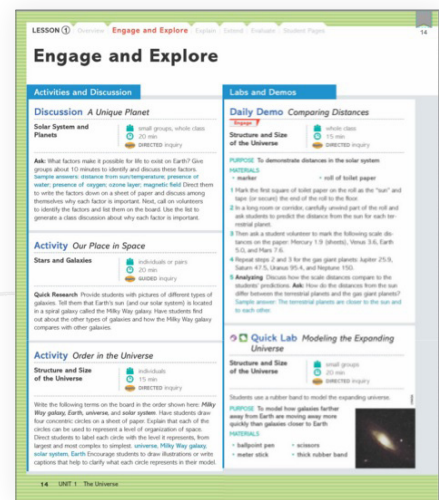 LESSON 1 Overview Engage and Explore Explain Extend Evaluate Student Pages
14
Engage and Explore
Activities and Discussion
Discussion A Unique Planet
Solar System and
Planets
small groups, whole class
20 min
DIRECTED inquiry
Ask: What factors make it possible for life to exist on Earth? Give
groups about 10 minutes to identify and discuss these factors.
Sample answers: distance from sun/temperature; presence of
water; presence of oxygen; ozone layer; magnetic field Direct them
to write the factors down on a sheet of paper and discuss among
themselves why each factor is important. Next, call on volunteers
to identify the factors and list them on the board. Use the list to
generate a class discussion about why each factor is important.
Activity Our Place in Space
Stars and Galaxies
individuals or pairs
20 min
GUIDED inquiry
Quick Research Provide students with pictures of different types of
galaxies. Tell them that Earth's sun (and our solar system) is located
in a spiral galaxy called the Milky Way galaxy. Have students find
out about the other types of galaxies and how the Milky Way galaxy
compares with other galaxies.
Activity Order in the Universe
Structure and Size
of the Universe
individuals
15 min
DIRECTED inquiry
Write the following terms on the board in the order shown here: Milky
Way galaxy, Earth, universe, and solar system. Have students draw
four concentric circles on a sheet of paper. Explain that each of the
circles can be used to represent a level of organization of space.
Direct students to label each circle with the level it represents, from
largest and most complex to simplest. universe, Milky Way galaxy,
solar system, Earth Encourage students to draw illustrations or write
captions that help to clarify what each circle represents in their model.
Labs and Demos
Daily Demo Comparing Distances
Engage
Structure and Size
of the Universe
whole class
15 min
DIRECTED inquiry
PURPOSE To demonstrate distances in the solar system
MATERIALS
• marker
• roll of toilet paper
1 Mark the first square of toilet paper on the roll as the "sun" and
tape (or secure) the end of the roll to the floor.
2 In a long room or corridor, carefully unwind part of the roll and
ask students to predict the distance from the sun for each ter-
restrial planet.
3 Then ask a student volunteer to mark the following scale dis-
tances on the paper: Mercury 1.9 (sheets), Venus 3.6, Earth
5.0, and Mars 7.6.
4 Repeat steps 2 and 3 for the gas giant planets: Jupiter 25.9,
Saturn 47.5, Uranus 95.4, and Neptune 150.
5 Analyzing Discuss how the scale distances compare to the
students' predictions. Ask: How do the distances from the sun
differ between the terrestrial planets and the gas giant planets?
Sample answer: The terrestrial planets are closer to the sun and
to each other.
Quick Lab Modeling the Expanding
Universe
Structure and Size
of the Universe
small groups
20 min
DIRECTED inquiry
Students use a rubber band to model the expanding universe.
PURPOSE To model how galaxies farther
away from Earth are moving away more
quickly than galaxies closer to Earth
MATERIALS
• ballpoint pen
• scissors
• meter stick
• thick rubber band
14 UNIT 1 The Universe